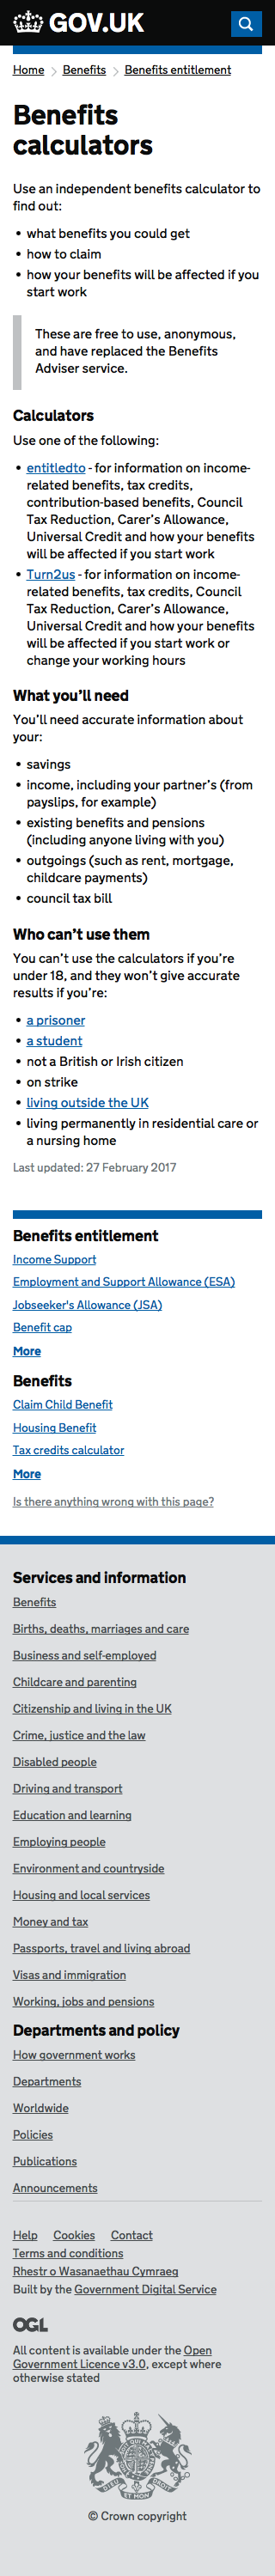 GOV.UK
Home Benefits Benefits entitlement
Benefits
calculators
Use an independent benefits calculator to
find out:
• what benefits you could get
• how to claim
• how your benefits will be affected if you
start work
These are free to use, anonymous,
and have replaced the Benefits
Adviser service.
Calculators
Use one of the following:
• entitledto - for information on income-
related benefits, tax credits,
contribution-based benefits, Council
Tax Reduction, Carer’s Allowance,
Universal Credit and how your benefits
will be affected if you start work
• Turn2us - for information on income-
related benefits, tax credits, Council
Tax Reduction, Carer’s Allowance,
Universal Credit and how your benefits
will be affected if you start work or
change your working hours
What you’ll need
You’ll need accurate information about
your:
• savings
• income, including your partner’s (from
payslips, for example)
• existing benefits and pensions
(including anyone living with you)
• outgoings (such as rent, mortgage,
childcare payments)
• council tax bill
Who can’t use them
You can’t use the calculators if you’re
under 18, and they won’t give accurate
results if you’re:
• a prisoner
• a student
• not a British or Irish citizen
• on strike
• living outside the UK
• living permanently in residential care or
a nursing home
Last updated: 27 February 2017
Benefits entitlement
Income Support
Employment and Support Allowance (ESA)
Jobseeker's Allowance (JSA)
Benefit cap
More
Benefits
Claim Child Benefit
Housing Benefit
Tax credits calculator
More
Is there anything wrong with this page?
Services and information
Benefits
Births, deaths, marriages and care
Business and self-employed
Childcare and parenting
Citizenship and living in the UK
Crime, justice and the law
Disabled people
Driving and transport
Education and learning
Employing people
Environment and countryside
Housing and local services
Money and tax
Passports, travel and living abroad
Visas and immigration
Working, jobs and pensions
Departments and policy
How government works
Departments
Worldwide
Policies
Publications
Announcements
Help Cookies Contact
Terms and conditions
Rhestr o Wasanaethau Cymraeg
Built by the Government Digital Service
OGL
All content is available under the Open
Government Licence v3.0, except where
otherwise stated
© Crown copyright